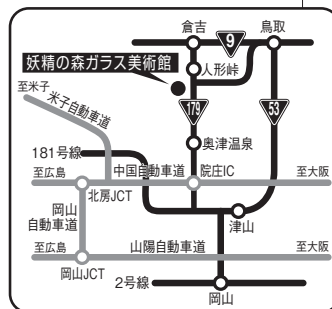 倉吉
鳥取
9
妖精の森ガラス美術館
人形峠
至米子
米子自動車道
179
53
奥津温泉
181号線
中国自動車道
院庄IC
至広島
至大阪
北房JCT
岡山
自動車道
津山
至広島
山陽自動車道
至大阪
岡山JCT
2号線
岡山